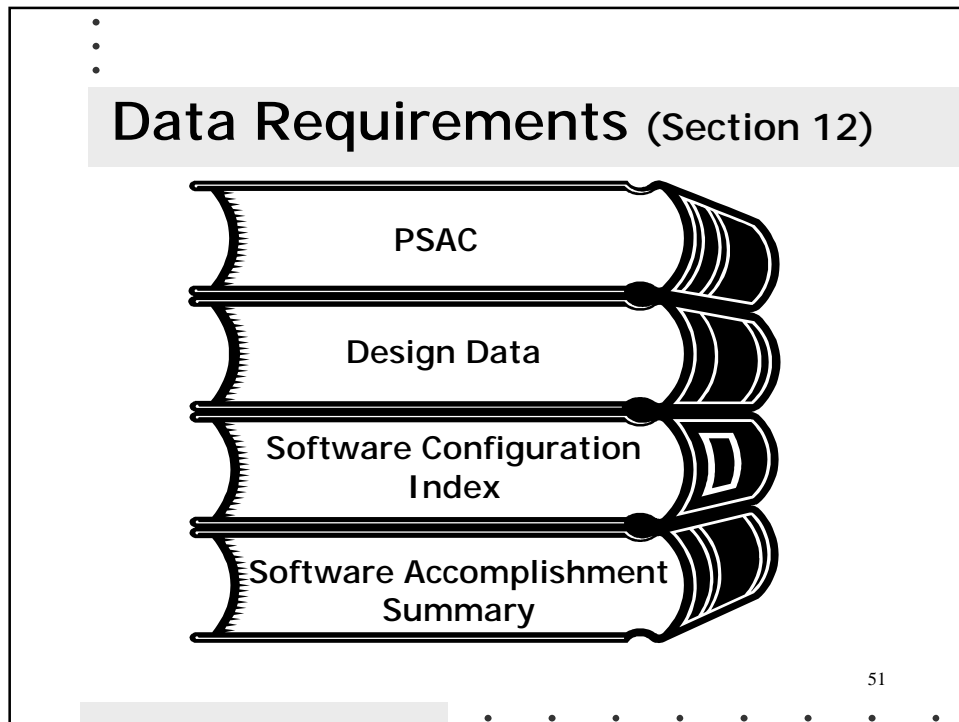 Data Requirements (Section 12)
PSAC
Design Data
Software Configuration
Index
Software Accomplishment
Summary
51